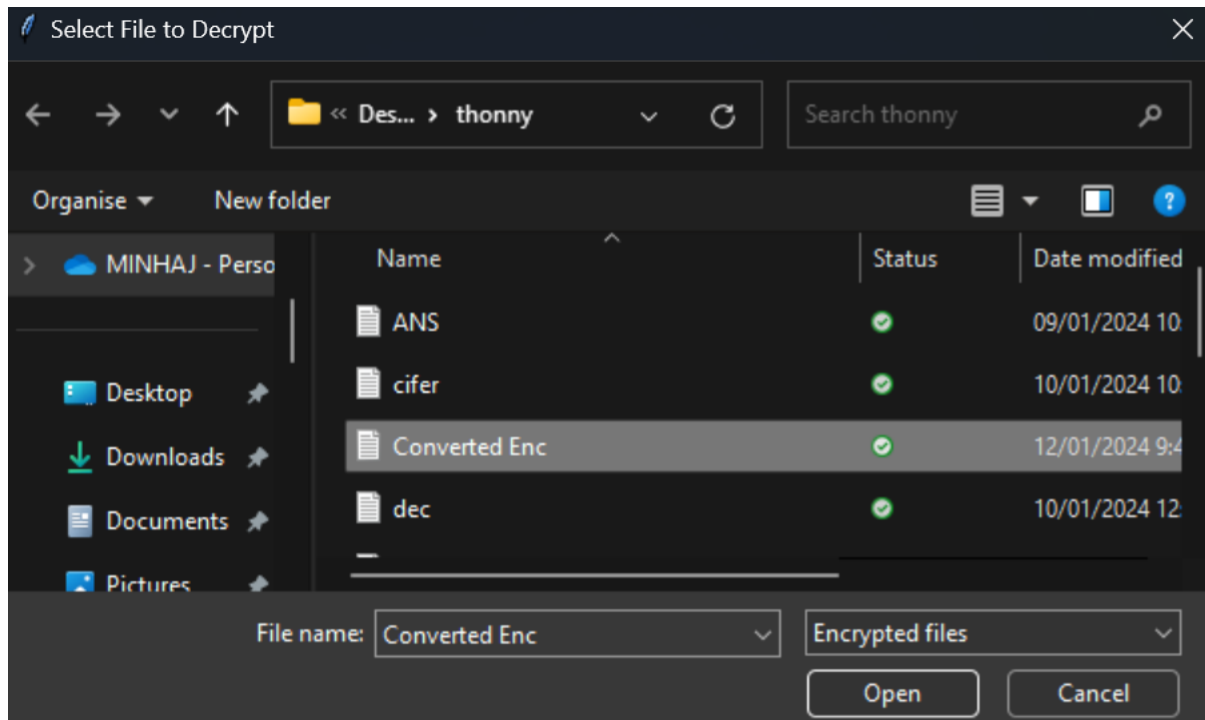 Select File to Decrypt
« Des... › thonny
Search thonny
Organise
New folder
MINHAJ - Perso
Name Status Date modified
ANS 09/01/2024 10:
cifer 10/01/2024 10:
Desktop
Converted Enc 12/01/2024 9:4
Downloads
dec 10/01/2024 12:
Documents
Pictures
File name: Converted Enc Encrypted files
Open Cancel